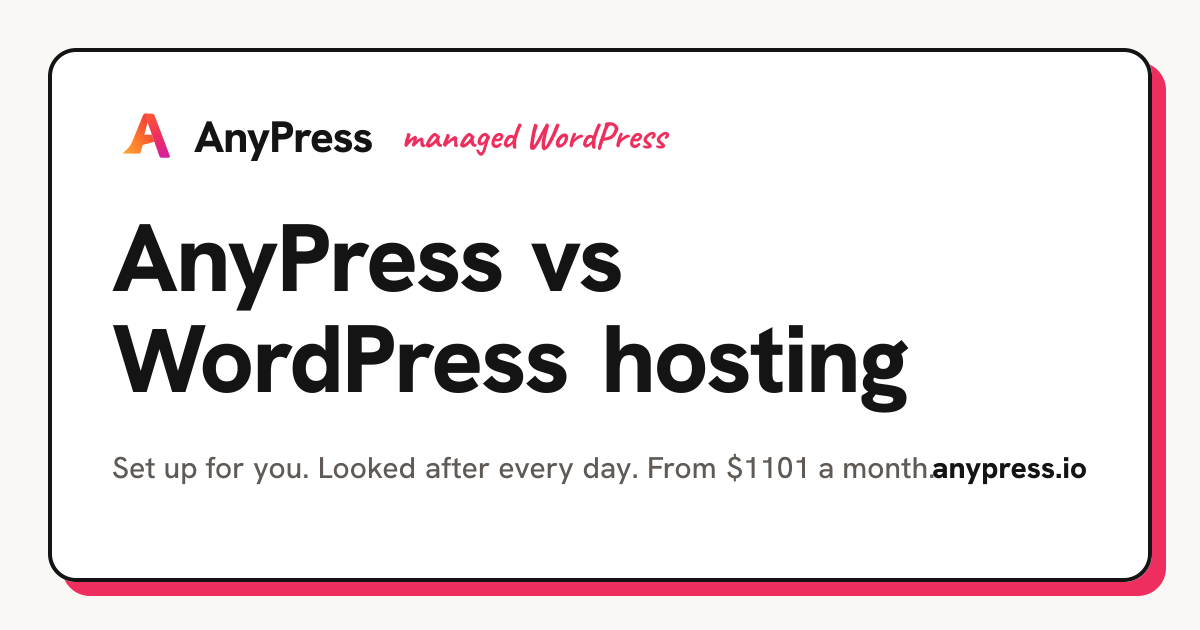 AnyPress managed WordPress
AnyPress vs
WordPress hosting
Set up for you. Looked after every day. From $1101 a month.anypress.io